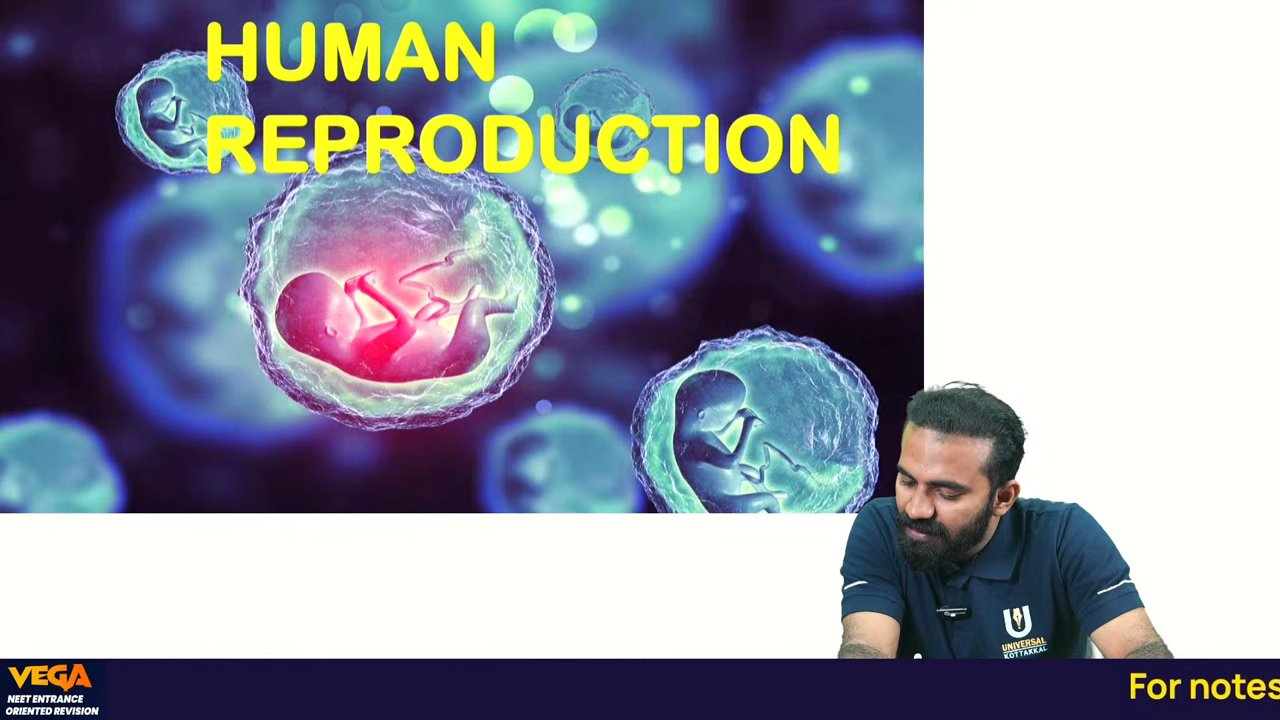 HUMAN
REPRODUCTION
U
UNIVERSAL
KOTTAKKAL
VEGA
NEET ENTRANCE
ORIENTED REVISION
For notes